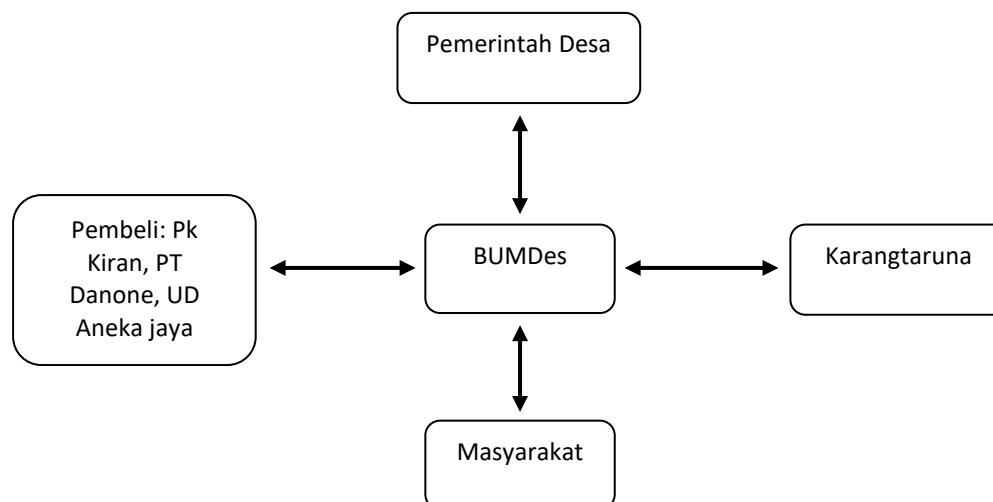 Pemerintah Desa
Pembeli: Pk
Kiran, PT
Danone, UD
Aneka jaya
BUMDes
Karangtaruna
Masyarakat